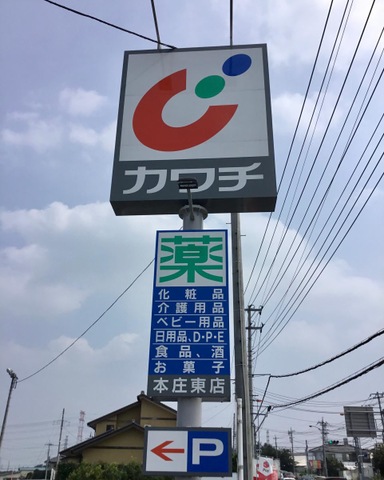 カワチ
薬
化粧品
介護用品
ベビー用品
日用品、D・P・E
食品、酒
お菓子
本庄東店
P